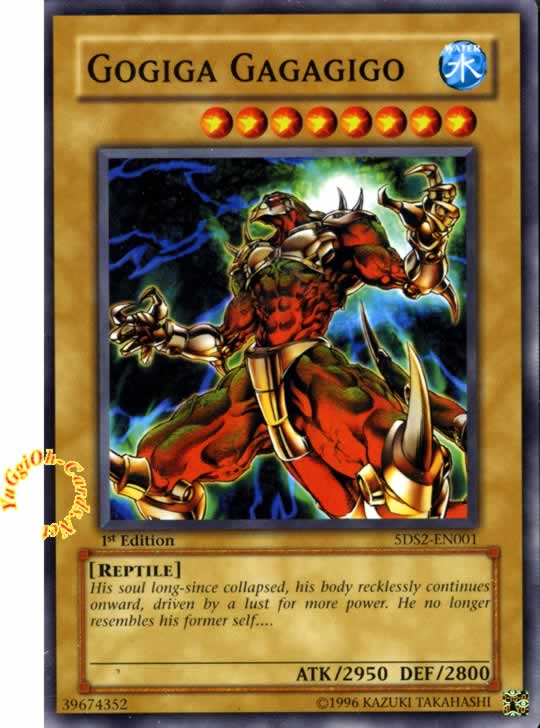 GOGIGA GAGAGIGO
WATER
水
1st Edition
5DS2-EN001
[REPTILE]
His soul long-since collapsed, his body recklessly continues
onward, driven by a lust for more power. He no longer
resembles his former self....
ATK/2950 DEF/2800
39674352
©1996 KAZUKI TAKAHASHI
YuGgiOh-Cards.Net